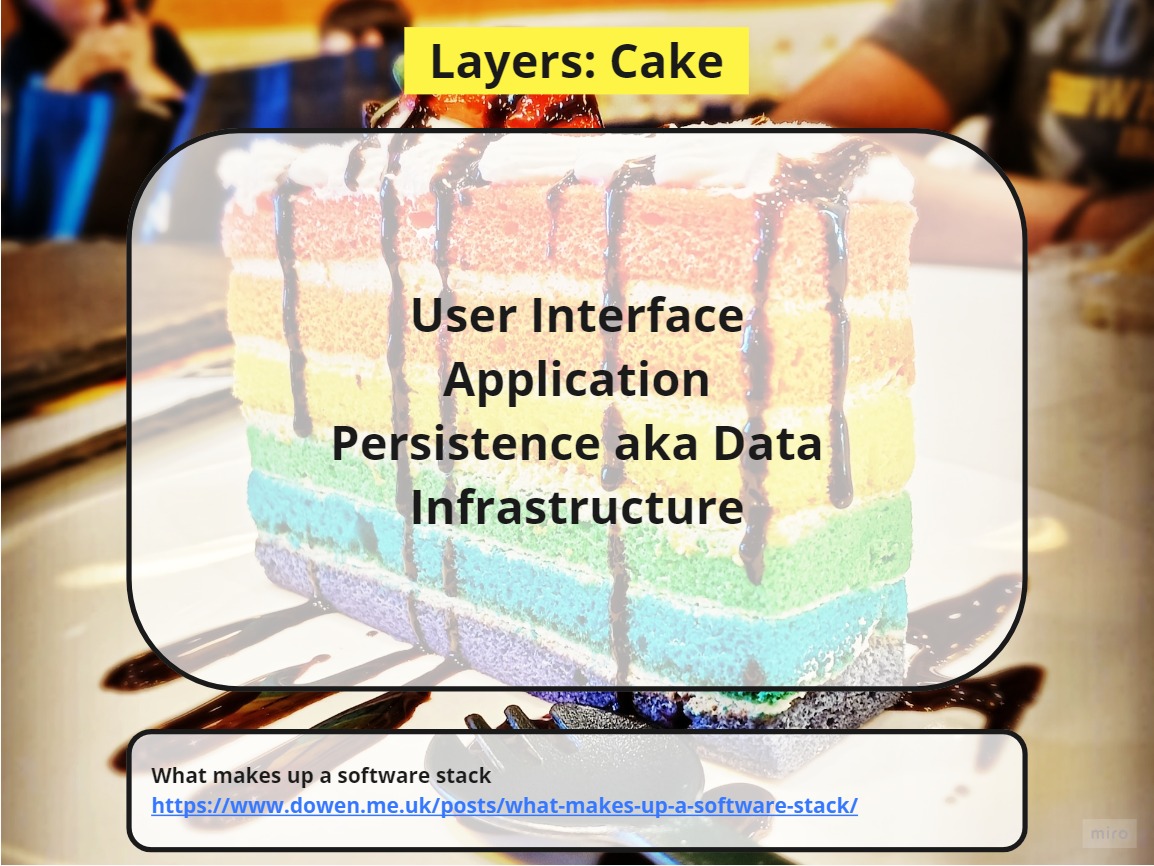 Layers: Cake
User Interface
Application
Persistence aka Data
Infrastructure
What makes up a software stack
https://www.dowen.me.uk/posts/what-makes-up-a-software-stack/
miro